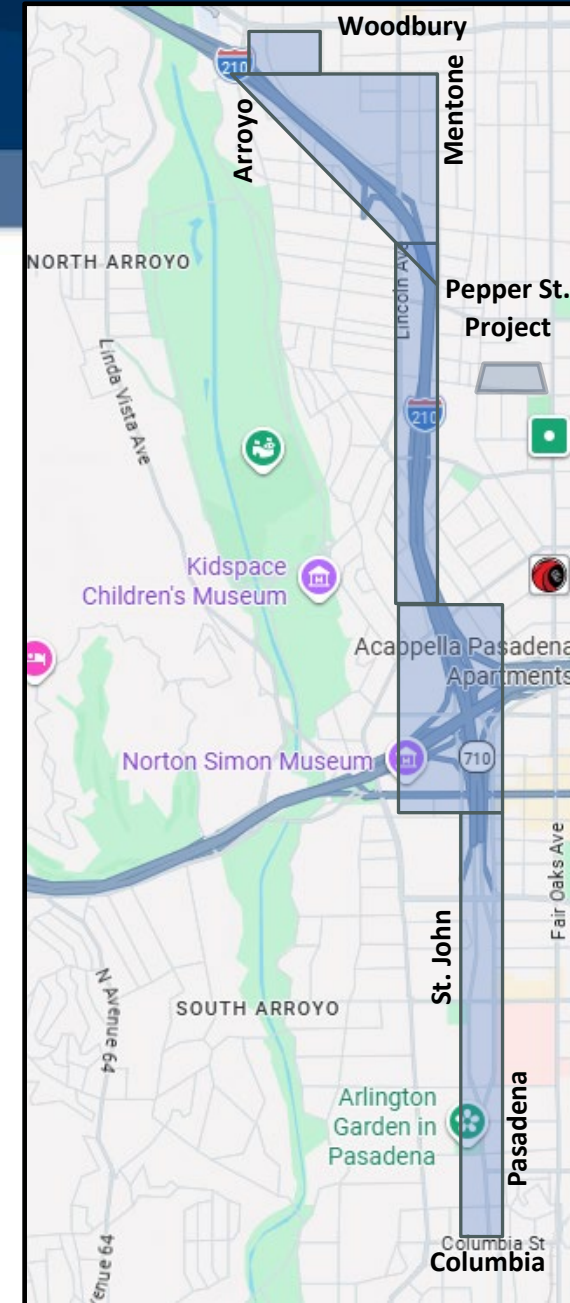 Woodbury
210
Arroyo
Mentone
NORTH ARROYO
Lincoln Ave
Pepper St.
Project
Linda Vista Ave
210
Kidspace
Children's Museum
Acappella Pasadena
Apartments
Norton Simon Museum
710
Fair Oaks Ave
St. John
N Avenue 64
SOUTH ARROYO
Arlington
Garden in
Pasadena
Pasadena
Columbia St
Columbia
enue 64